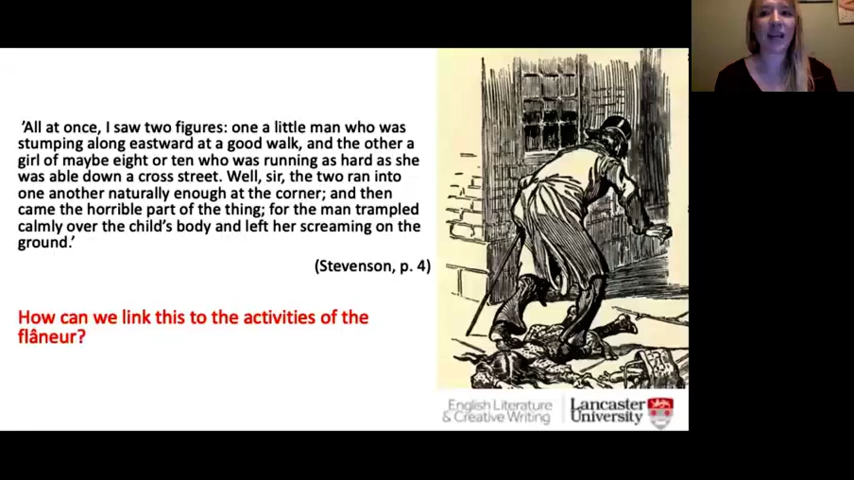 'All at once, I saw two figures: one a little man who was
stumping along eastward at a good walk, and the other a
girl of maybe eight or ten who was running as hard as she
was able down a cross street. Well, sir, the two ran into
one another naturally enough at the corner; and then
came the horrible part of the thing; for the man trampled
calmly over the child's body and left her screaming on the
ground.'
(Stevenson, p. 4)
How can we link this to the activities of the
flâneur?
English Literature
& Creative Writing
Lancaster
University